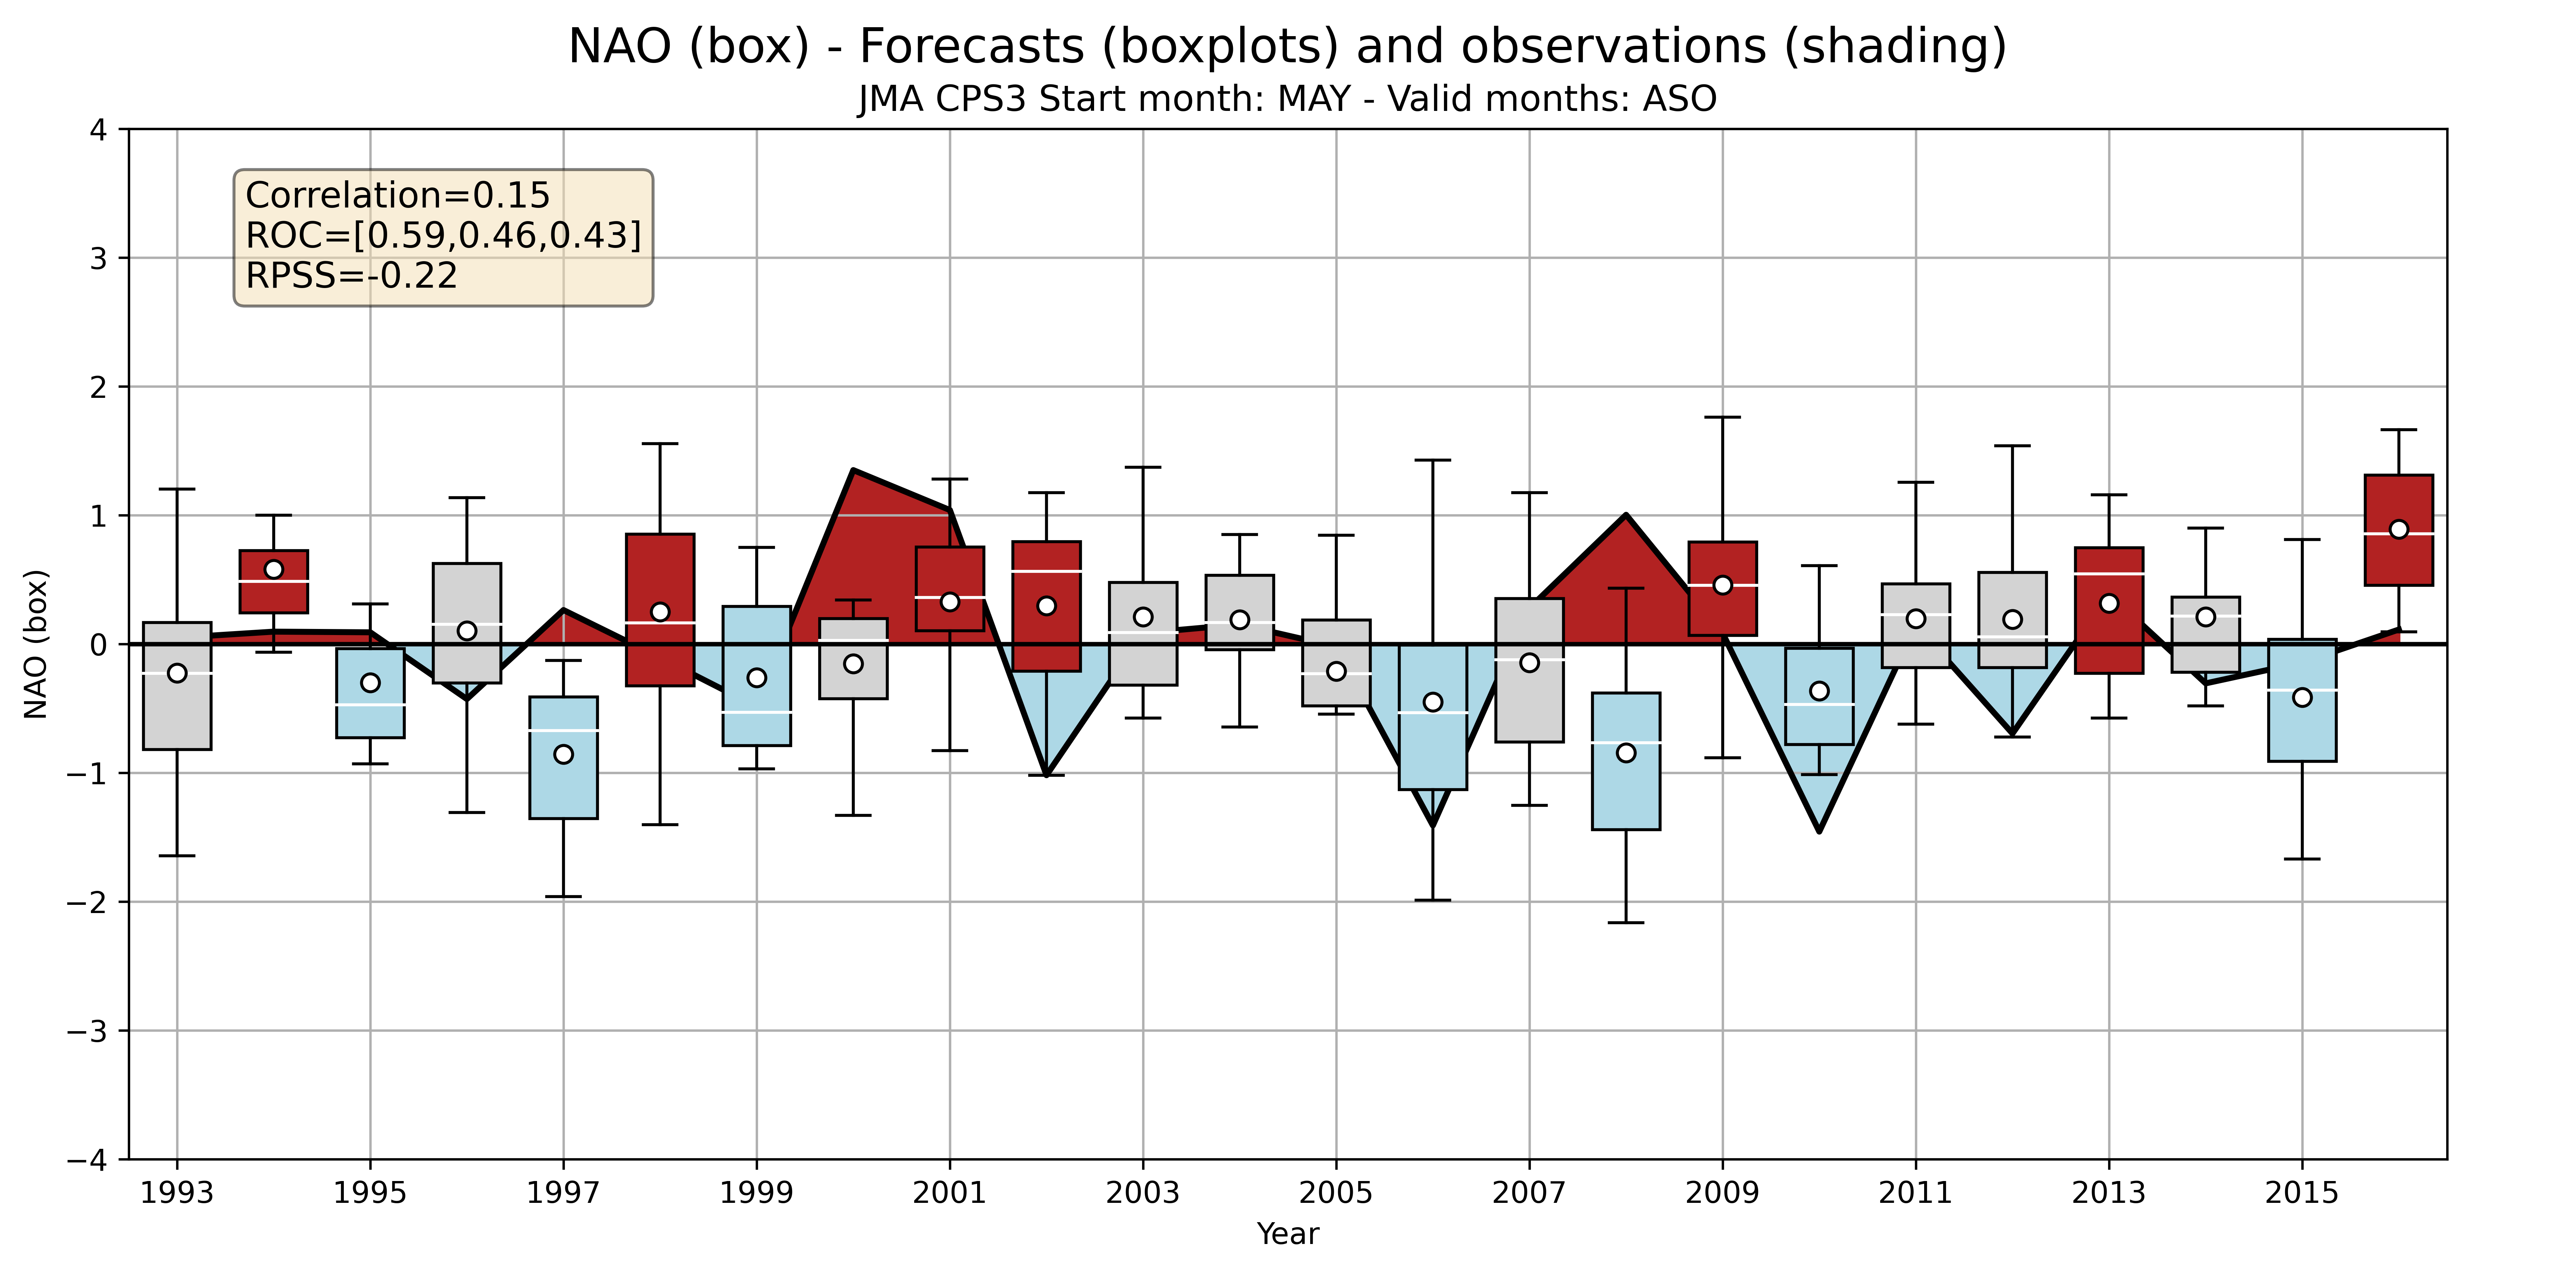 NAO (box) - Forecasts (boxplots) and observations (shading)
JMA CPS3 Start month: MAY - Valid months: ASO
Correlation=0.15
ROC=[0.59,0.46,0.43]
RPSS=-0.22
NAO (box)
4
3
2
1
0
−1
−2
−3
−4
1993 1995 1997 1999 2001 2003 2005 2007 2009 2011 2013 2015
Year